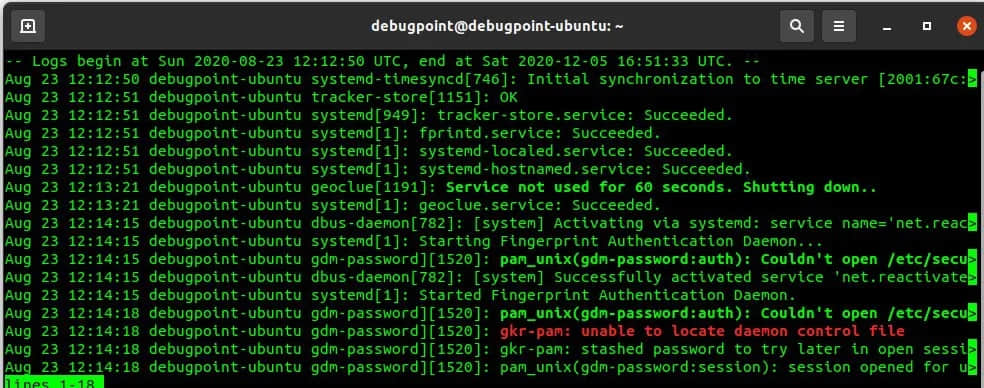 debugpoint@debugpoint-ubuntu: ~
-- Logs begin at Sun 2020-08-23 12:12:50 UTC, end at Sat 2020-12-05 16:51:33 UTC. --
Aug 23 12:12:50 debugpoint-ubuntu systemd-timesyncd[746]: Initial synchronization to time server [2001:67c:>
Aug 23 12:12:51 debugpoint-ubuntu tracker-store[1151]: OK
Aug 23 12:12:51 debugpoint-ubuntu systemd[949]: tracker-store.service: Succeeded.
Aug 23 12:12:51 debugpoint-ubuntu systemd[1]: fprintd.service: Succeeded.
Aug 23 12:12:51 debugpoint-ubuntu systemd[1]: systemd-localed.service: Succeeded.
Aug 23 12:12:51 debugpoint-ubuntu systemd[1]: systemd-hostnamed.service: Succeeded.
Aug 23 12:13:21 debugpoint-ubuntu geoclue[1191]: Service not used for 60 seconds. Shutting down..
Aug 23 12:13:21 debugpoint-ubuntu systemd[1]: geoclue.service: Succeeded.
Aug 23 12:14:15 debugpoint-ubuntu dbus-daemon[782]: [system] Activating via systemd: service name='net.reac>
Aug 23 12:14:15 debugpoint-ubuntu systemd[1]: Starting Fingerprint Authentication Daemon...
Aug 23 12:14:15 debugpoint-ubuntu gdm-password][1520]: pam_unix(gdm-password:auth): Couldn't open /etc/secu>
Aug 23 12:14:15 debugpoint-ubuntu dbus-daemon[782]: [system] Successfully activated service 'net.reactivate>
Aug 23 12:14:15 debugpoint-ubuntu systemd[1]: Started Fingerprint Authentication Daemon.
Aug 23 12:14:18 debugpoint-ubuntu gdm-password][1520]: pam_unix(gdm-password:auth): Couldn't open /etc/secu>
Aug 23 12:14:18 debugpoint-ubuntu gdm-password][1520]: gkr-pam: unable to locate daemon control file
Aug 23 12:14:18 debugpoint-ubuntu gdm-password][1520]: gkr-pam: stashed password to try later in open sessi>
Aug 23 12:14:18 debugpoint-ubuntu gdm-password][1520]: pam_unix(gdm-password:session): session opened for u>
lines 1-18